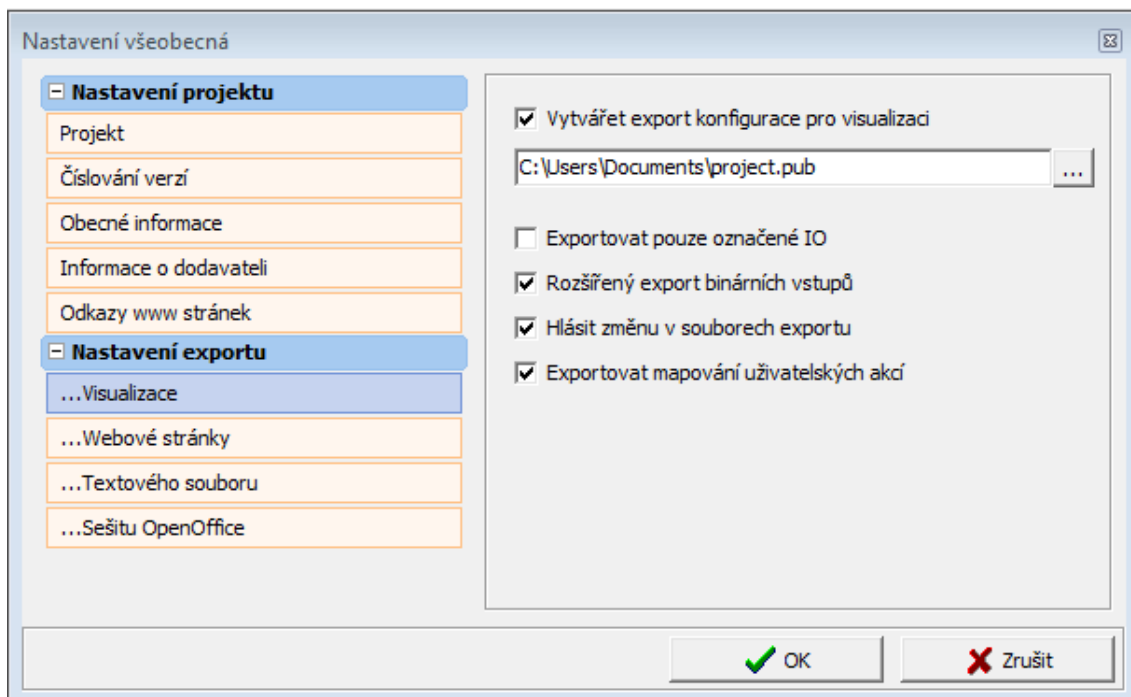 Nastavení všeobecná
Nastavení projektu
Projekt
Číslování verzí
Obecné informace
Informace o dodavateli
Odkazy www stránek
Nastavení exportu
...Visualizace
...Webové stránky
...Textového souboru
...Sešitu OpenOffice
Vytvářet export konfigurace pro visualizaci
C:\Users\Documents\project.pub
...
Exportovat pouze označené IO
Rozšířený export binárních vstupů
Hlásit změnu v souborech exportu
Exportovat mapování uživatelských akcí
OK
Zrušit